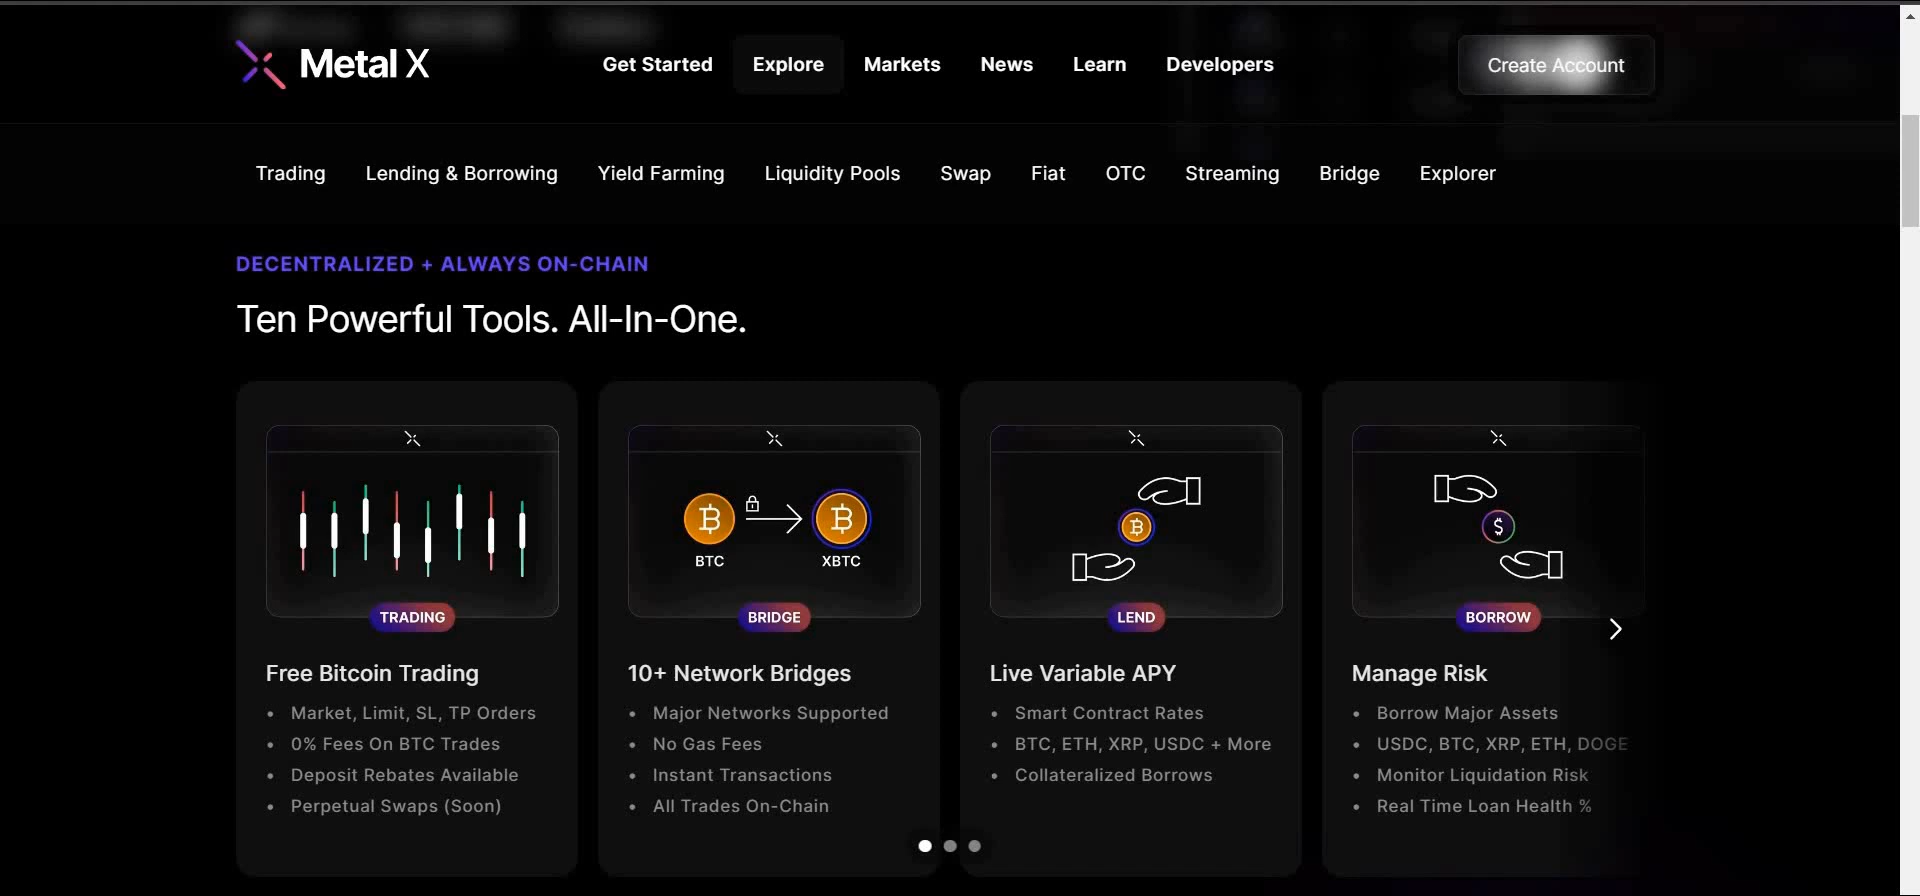 Metal X
Get Started
Explore
Markets
News
Learn
Developers
Create Account
Trading
Lending & Borrowing
Yield Farming
Liquidity Pools
Swap
Fiat
OTC
Streaming
Bridge
Explorer
DECENTRALIZED + ALWAYS ON-CHAIN
Ten Powerful Tools. All-In-One.
TRADING
Free Bitcoin Trading
• Market, Limit, SL, TP Orders
• 0% Fees On BTC Trades
• Deposit Rebates Available
• Perpetual Swaps (Soon)
BTC
XBTC
BRIDGE
10+ Network Bridges
• Major Networks Supported
• No Gas Fees
• Instant Transactions
• All Trades On-Chain
LEND
Live Variable APY
• Smart Contract Rates
• BTC, ETH, XRP, USDC + More
• Collateralized Borrows
BORROW
Manage Risk
• Borrow Major Assets
• USDC, BTC, XRP, ETH, DOGE
• Monitor Liquidation Risk
• Real Time Loan Health %